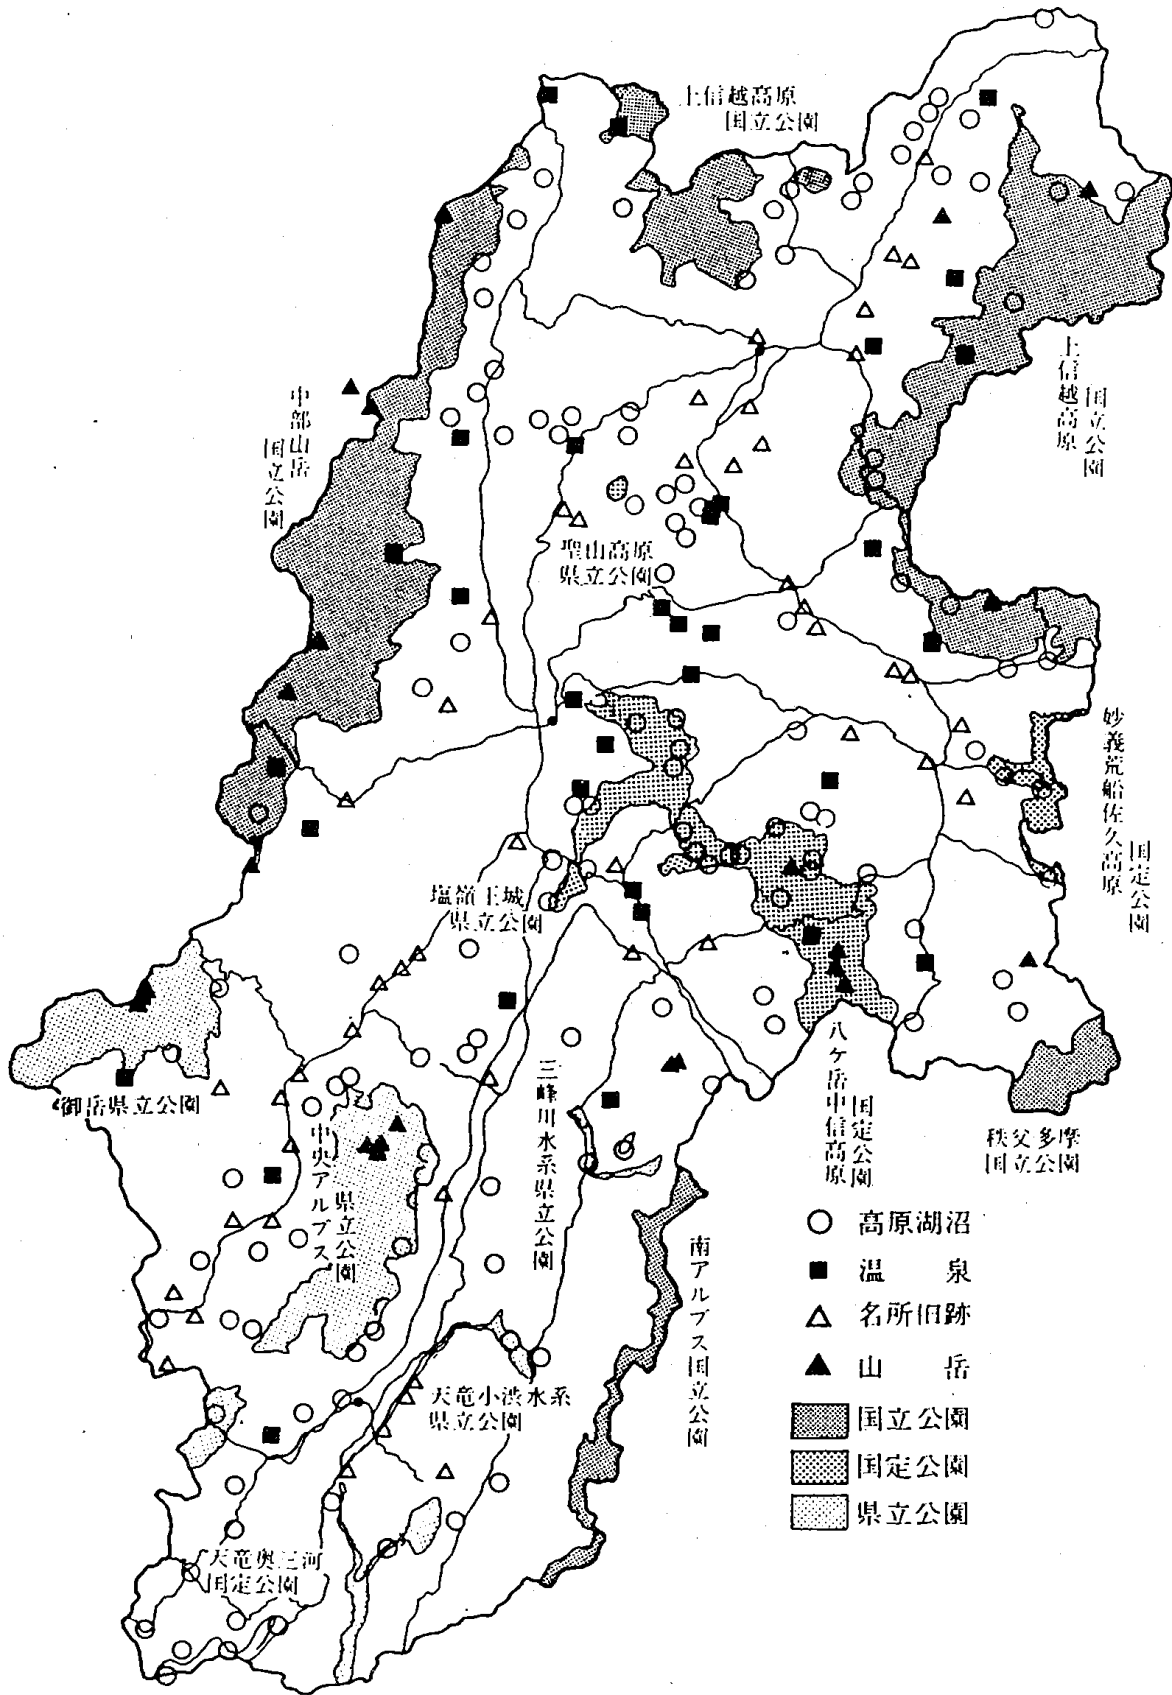 上信越高原
国立公園
上信越高原
国立公園
中部山岳
国立公園
聖山高原
県立公園
妙義荒船佐久高原
国定公園
塩嶺王城
県立公園
御岳県立公園
中央アルプス
県立公園
三峰川水系県立公園
八ケ岳中信高原
国定公園
秩父多摩
国立公園
南アルプス国立公園
天竜小渋水系
県立公園
天竜奥三河
国定公園
高原湖沼
温泉
名所旧跡
山岳
国立公園
国定公園
県立公園